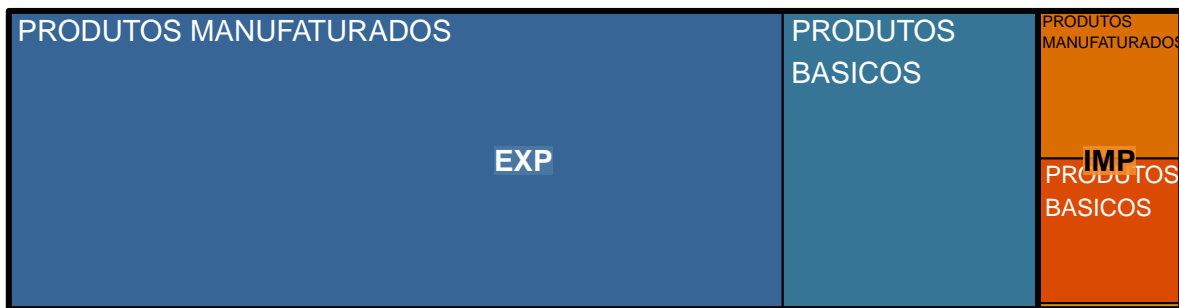 PRODUTOS MANUFATURADOS
PRODUTOS
BASICOS
EXP
PRODUTOS
MANUFATURADOS
IMP
PRODUTOS
BASICOS